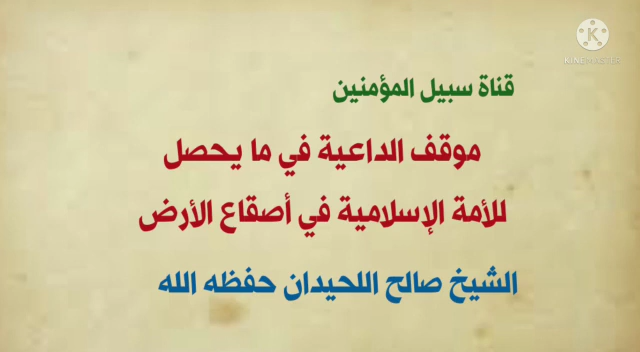 قناة سبيل المؤمنين
موقف الداعية في ما يحصل
للأمة الإسلامية في أصقاع الأرض
الشيخ صالح اللحيدان حفظه الله
K
KINEMASTER